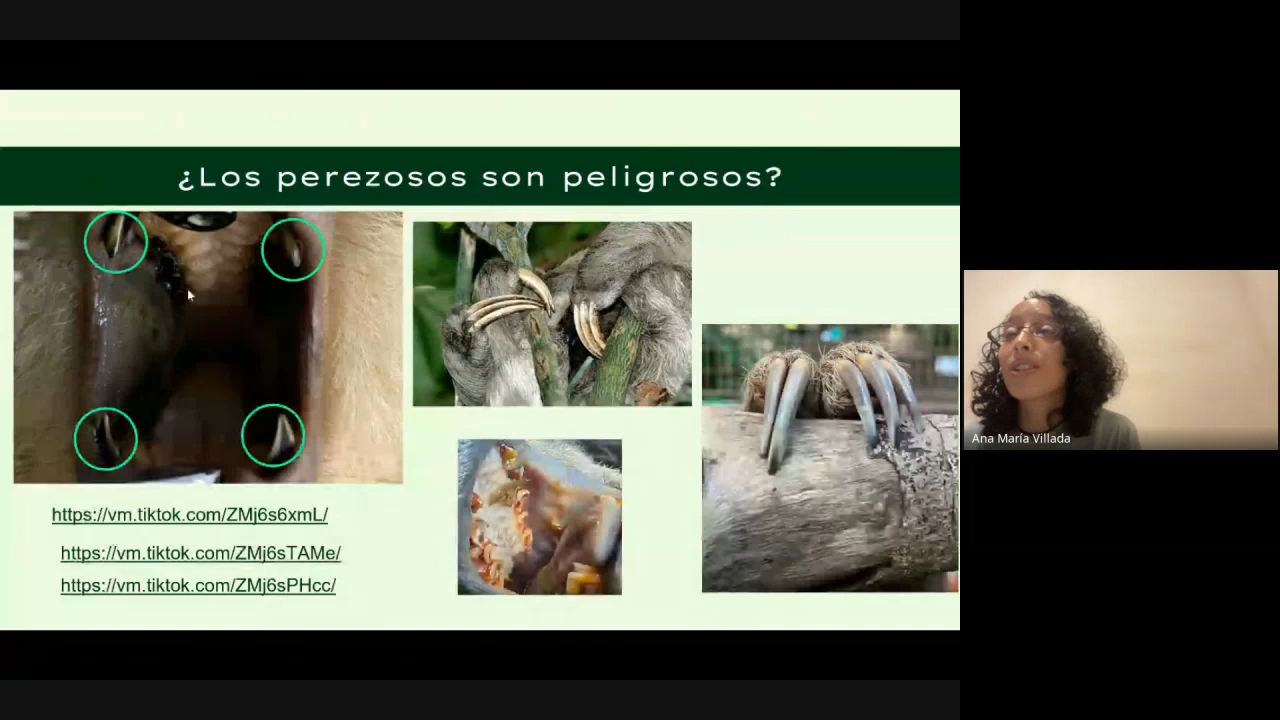 ¿Los perezosos son peligrosos?
https://vm.tiktok.com/ZMj6s6xmL/
https://vm.tiktok.com/ZMj6sTAMe/
https://vm.tiktok.com/ZMj6sPHcc/
Ana María Villada